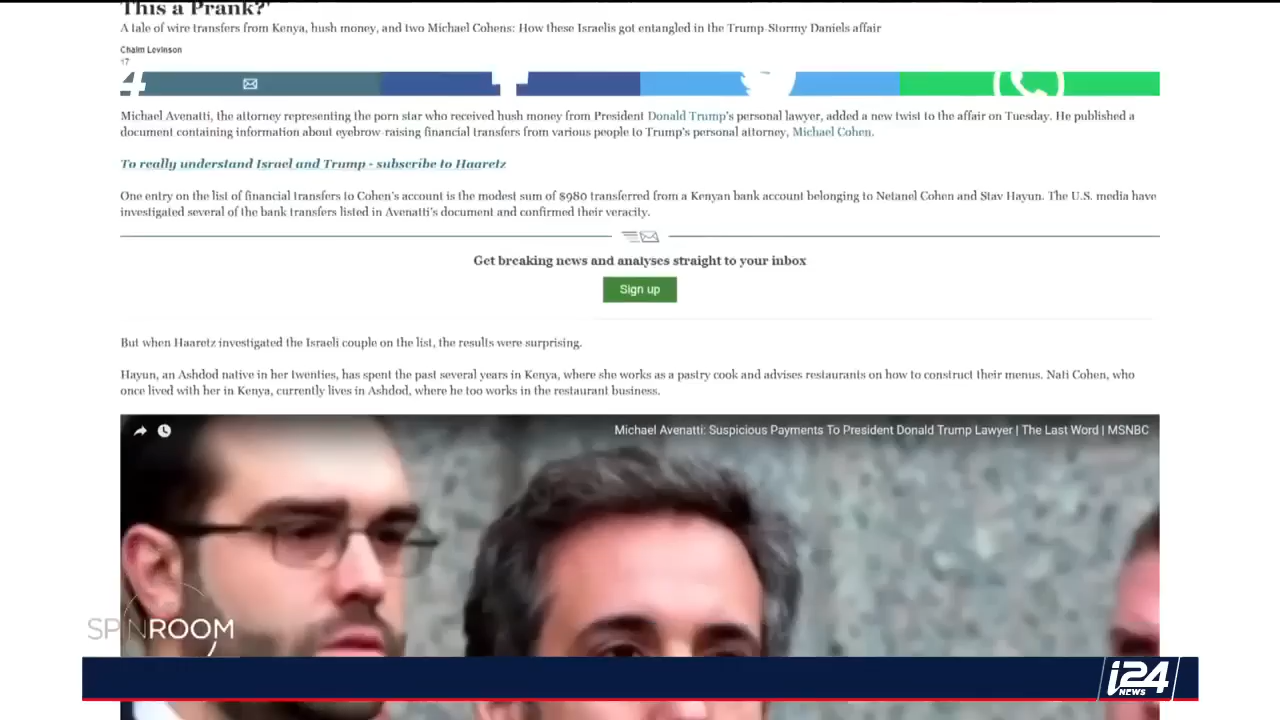 This a Prank?'
A tale of wire transfers from Kenya, hush money, and two Michael Cohens: How these Israelis got entangled in the Trump-Stormy Daniels affair
Chaim Levinson
17
4
Michael Avenatti, the attorney representing the porn star who received hush money from President Donald Trump's personal lawyer, added a new twist to the affair on Tuesday. He published a
document containing information about eyebrow-raising financial transfers from various people to Trump's personal attorney, Michael Cohen.
To really understand Israel and Trump - subscribe to Haaretz
One entry on the list of financial transfers to Cohen's account is the modest sum of $980 transferred from a Kenyan bank account belonging to Netanel Cohen and Stav Hayun. The U.S. media have
investigated several of the bank transfers listed in Avenatti's document and confirmed their veracity.
Get breaking news and analyses straight to your inbox
Sign up
But when Haaretz investigated the Israeli couple on the list, the results were surprising.
Hayun, an Ashdod native in her twenties, has spent the past several years in Kenya, where she works as a pastry cook and advises restaurants on how to construct their menus. Nati Cohen, who
once lived with her in Kenya, currently lives in Ashdod, where he too works in the restaurant business.
Michael Avenatti: Suspicious Payments To President Donald Trump Lawyer | The Last Word | MSNBC
SPINROOM
i24
NEWS